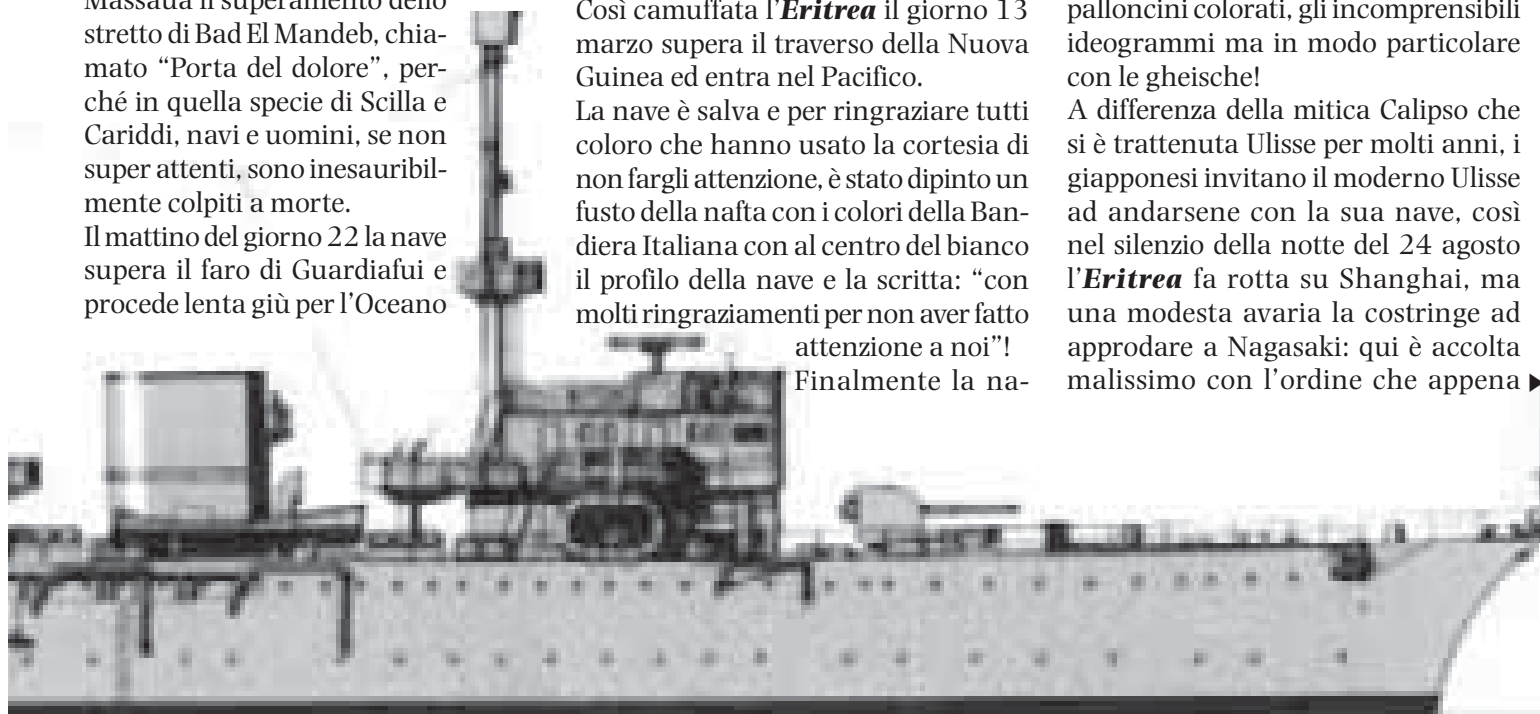 Massaua il superamento dello
stretto di Bad El Mandeb, chia-
mato “Porta del dolore”, per-
ché in quella specie di Scilla e
Cariddi, navi e uomini, se non
super attenti, sono inesauribil-
mente colpiti a morte.
Il mattino del giorno 22 la nave
supera il faro di Guardiafui e
procede lenta giù per l’Oceano
Così camuffata l’Eritrea il giorno 13
marzo supera il traverso della Nuova
Guinea ed entra nel Pacifico.
La nave è salva e per ringraziare tutti
coloro che hanno usato la cortesia di
non fargli attenzione, è stato dipinto un
fusto della nafta con i colori della Ban-
diera Italiana con al centro del bianco
il profilo della nave e la scritta: “con
molti ringraziamenti per non aver fatto
attenzione a noi”!
Finalmente la na-
palloncini colorati, gli incomprensibili
ideogrammi ma in modo particolare
con le gheische!
A differenza della mitica Calipso che
si è trattenuta Ulisse per molti anni, i
giapponesi invitano il moderno Ulisse
ad andarsene con la sua nave, così
nel silenzio della notte del 24 agosto
l’Eritrea fa rotta su Shanghai, ma
una modesta avaria la costringe ad
approdare a Nagasaki: qui è accolta
malissimo con l’ordine che appena